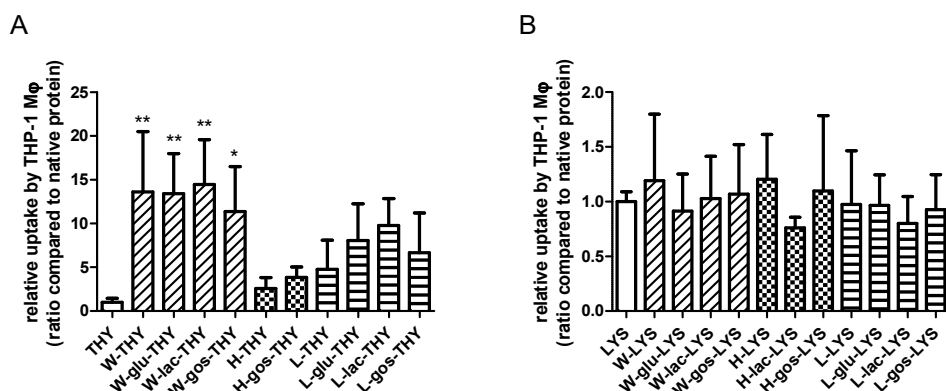 A
relative uptake by THP-1 Mφ
(ratio compared to native protein)
25
20
15
10
5
0
**
**
**
*
THY
W-THY
W-glu-THY
W-lac-THY
W-gos-THY
H-THY
H-gos-THY
L-THY
L-glu-THY
L-lac-THY
L-gos-THY
B
relative uptake by THP-1 Mφ
(ratio compared to native protein)
2.0
1.5
1.0
0.5
0.0
LYS
W-LYS
W-glu-LYS
W-lac-LYS
W-gos-LYS
H-LYS
H-lac-LYS
H-gos-LYS
L-LYS
L-glu-LYS
L-lac-LYS
L-gos-LYS